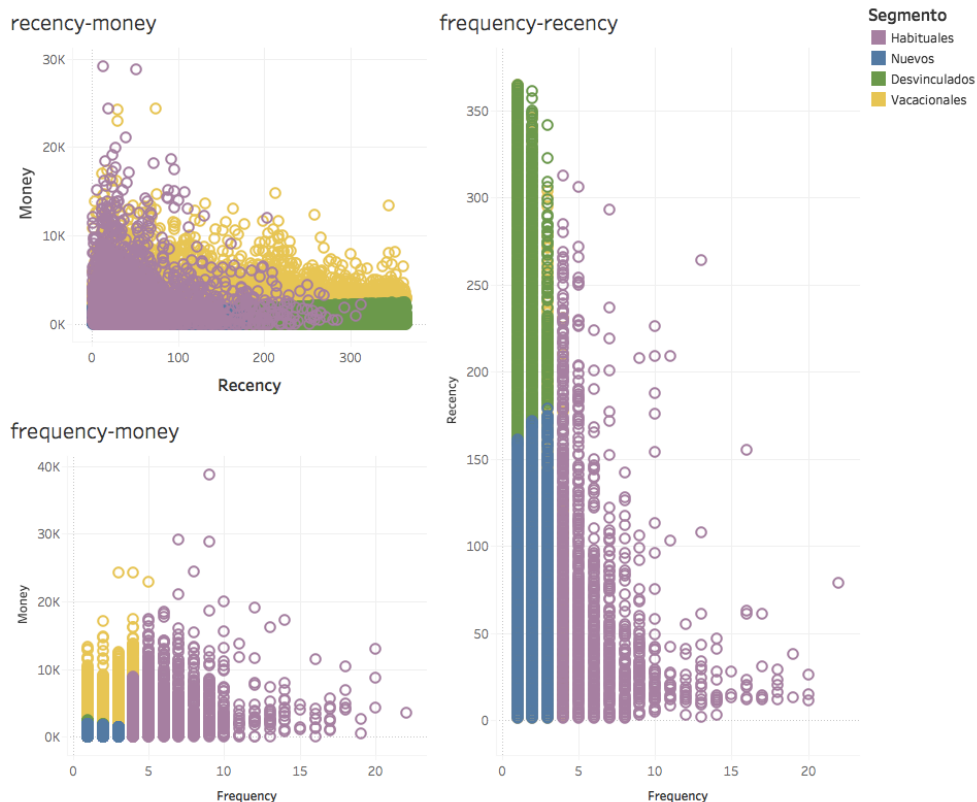 recency-money
30K
20K
10K
0K
Money
0
100
200
300
Recency
frequency-money
40K
30K
20K
10K
0K
Money
0
5
10
15
20
Frequency
frequency-recency
350
300
250
200
150
100
50
0
Recency
0
5
10
15
20
Frequency
Segmento
Habituales
Nuevos
Desvinculados
Vacacionales